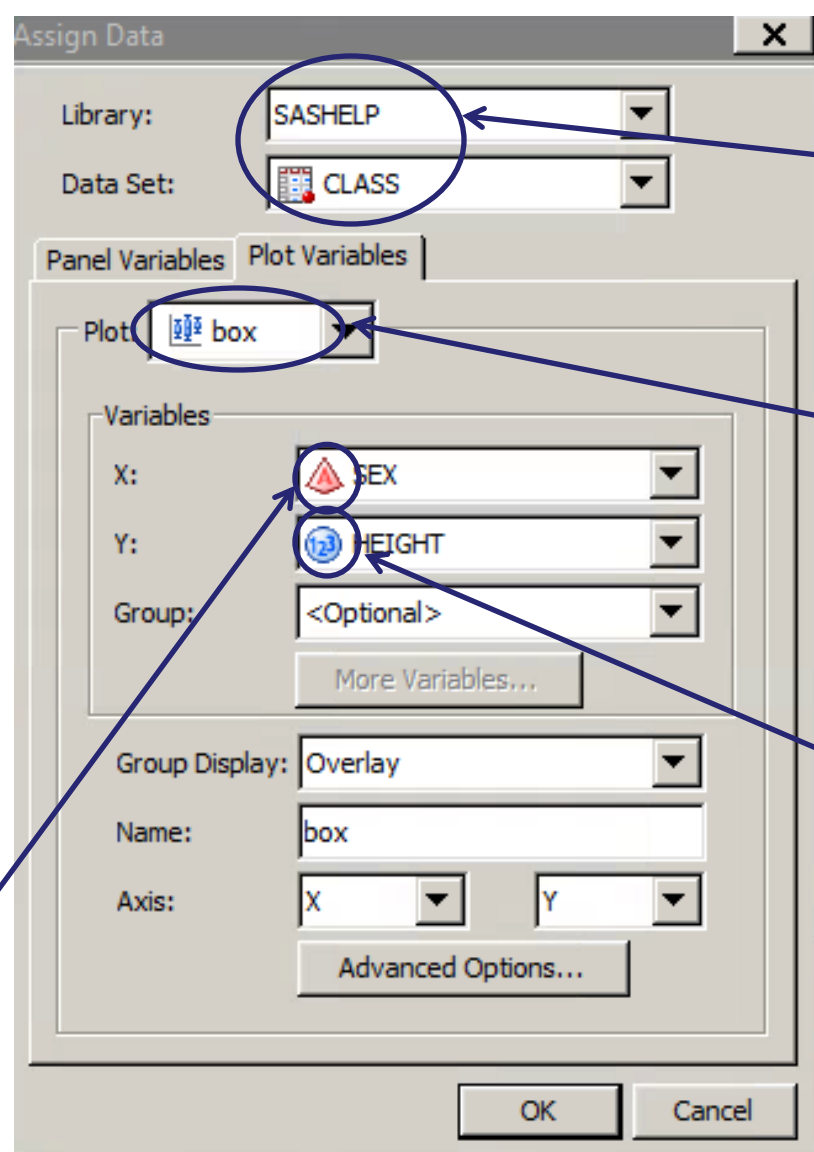 Assign Data X
Library: SASHELP
Data Set: CLASS
Panel Variables Plot Variables
Plot: box
Variables
X: A SEX
Y: 123 HEIGHT
Group: <Optional>
More Variables...
Group Display: Overlay
Name: box
Axis: X Y
Advanced Options...
OK Cancel